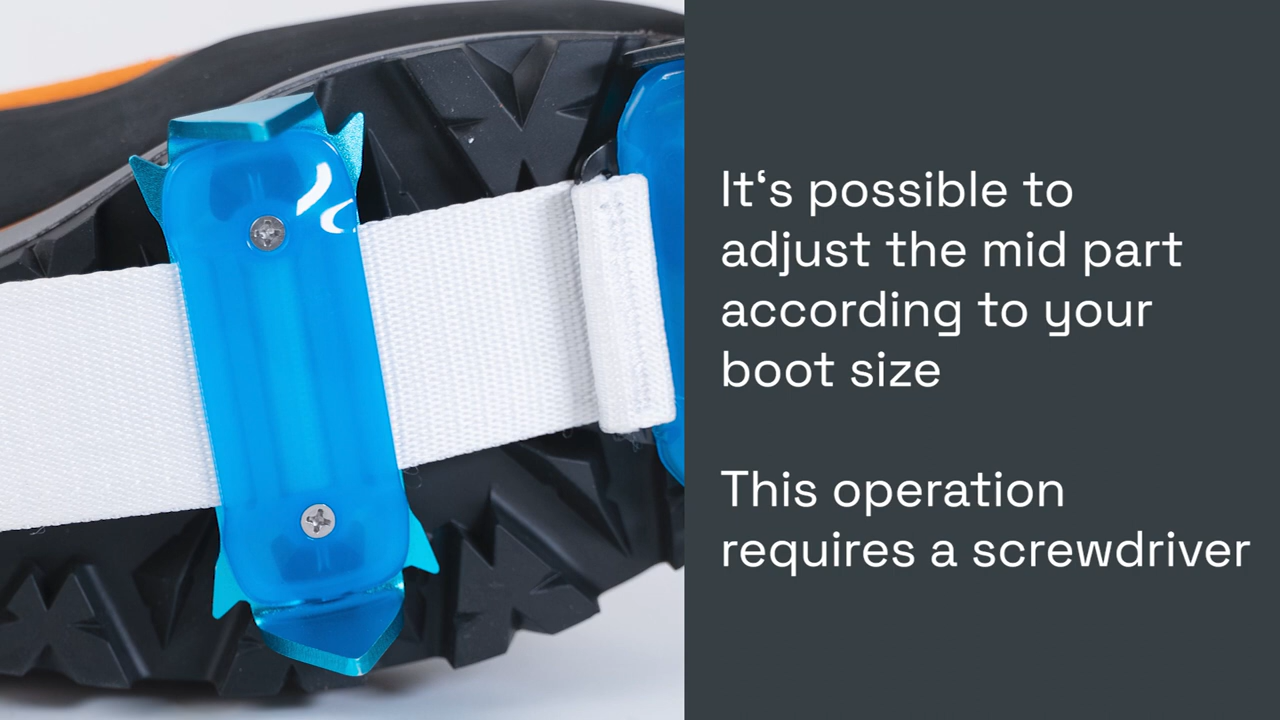 It‘s possible to
adjust the mid part
according to your
boot size
This operation
requires a screwdriver